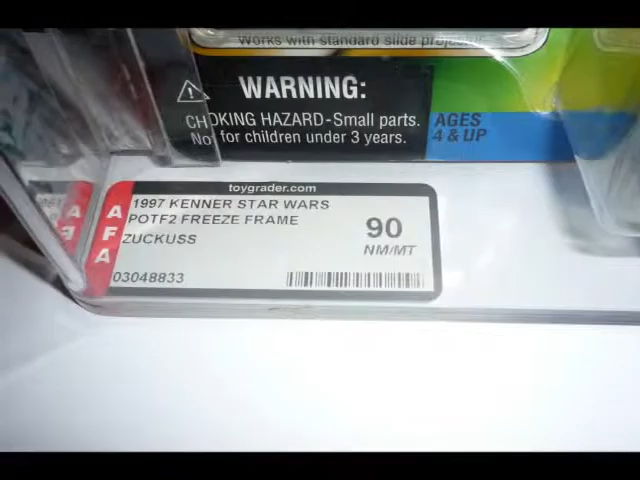 Works with standard slide projector
WARNING:
CHOKING HAZARD-Small parts.
Not for children under 3 years.
AGES
4 & UP
toygrader.com
1997 KENNER STAR WARS
POTF2 FREEZE FRAME
ZUCKUSS
90
NM/MT
03048833
AFA